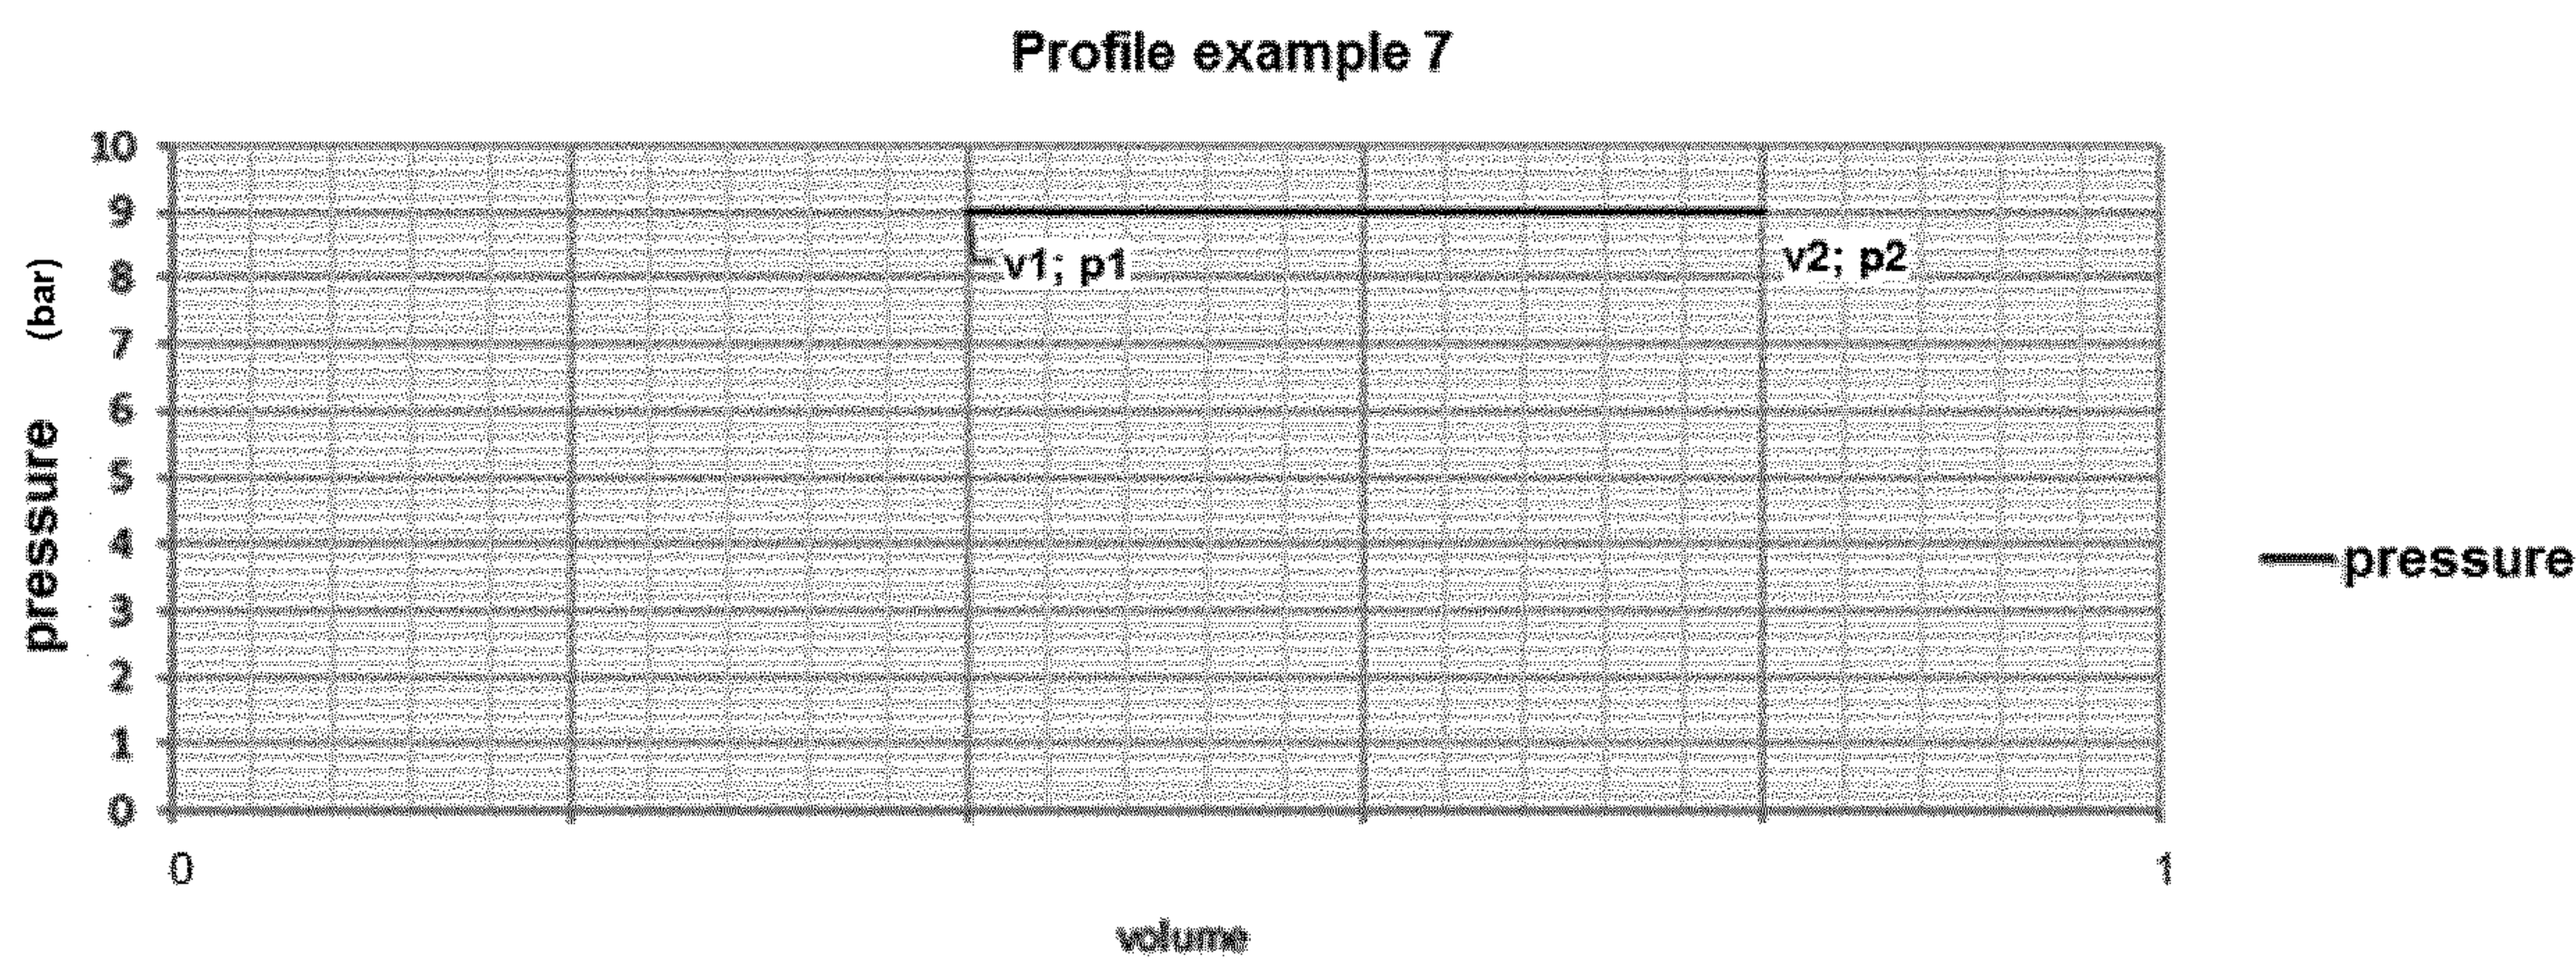 Profile example 7
10
9
8
7
6
5
4
3
2
1
0
pressure (bar)
v1; p1
v2; p2
pressure
0
1
volume